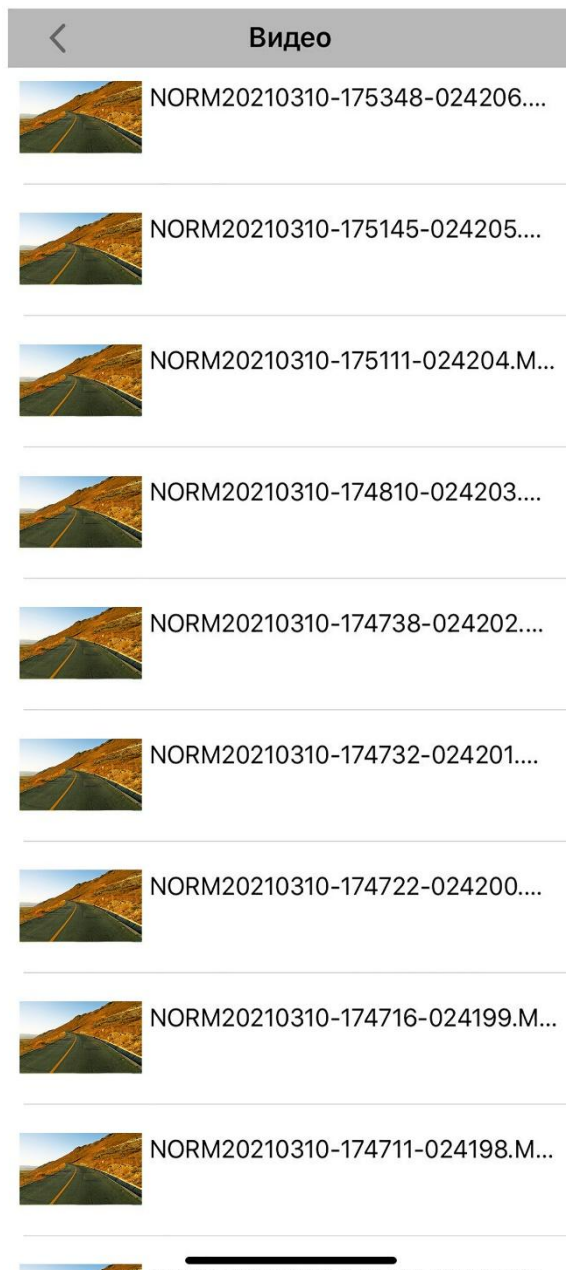 Видео
NORM20210310-175348-024206....
NORM20210310-175145-024205....
NORM20210310-175111-024204.M...
NORM20210310-174810-024203....
NORM20210310-174738-024202....
NORM20210310-174732-024201....
NORM20210310-174722-024200....
NORM20210310-174716-024199.M...
NORM20210310-174711-024198.M...